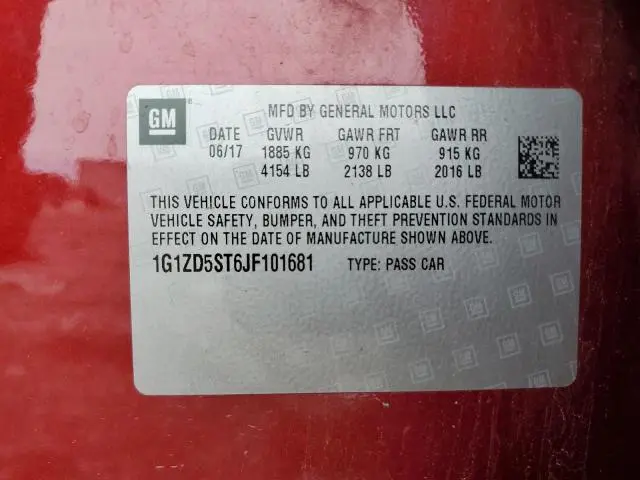 GM
MFD BY GENERAL MOTORS LLC
DATE GVWR GAWR FRT GAWR RR
06/17 1885 KG 970 KG 915 KG
4154 LB 2138 LB 2016 LB
THIS VEHICLE CONFORMS TO ALL APPLICABLE U.S. FEDERAL MOTOR
VEHICLE SAFETY, BUMPER, AND THEFT PREVENTION STANDARDS IN
EFFECT ON THE DATE OF MANUFACTURE SHOWN ABOVE.
1G1ZD5ST6JF101681 TYPE: PASS CAR